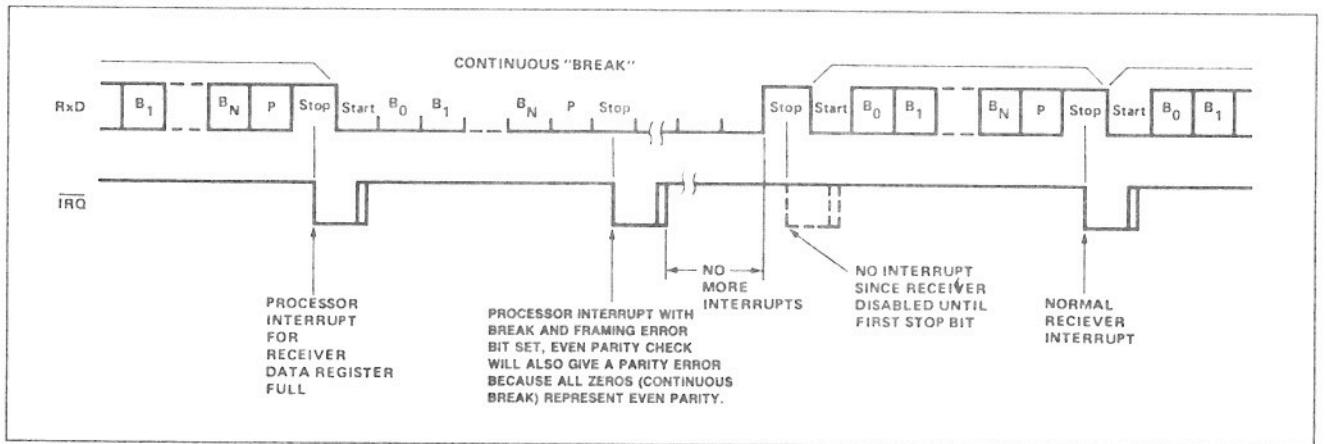 CONTINUOUS "BREAK"
RxD B1 BN P Stop Start B0 B1 BN P Stop Stop Start B0 B1 BN P Stop Start B0 B1
IRQ
PROCESSOR
INTERRUPT
FOR
RECEIVER
DATA REGISTER
FULL
PROCESSOR INTERRUPT WITH
BREAK AND FRAMING ERROR
BIT SET, EVEN PARITY CHECK
WILL ALSO GIVE A PARITY ERROR
BECAUSE ALL ZEROS (CONTINUOUS
BREAK) REPRESENT EVEN PARITY.
NO
MORE
INTERRUPTS
NO INTERRUPT
SINCE RECEIVER
DISABLED UNTIL
FIRST STOP BIT
NORMAL
RECIEVER
INTERRUPT